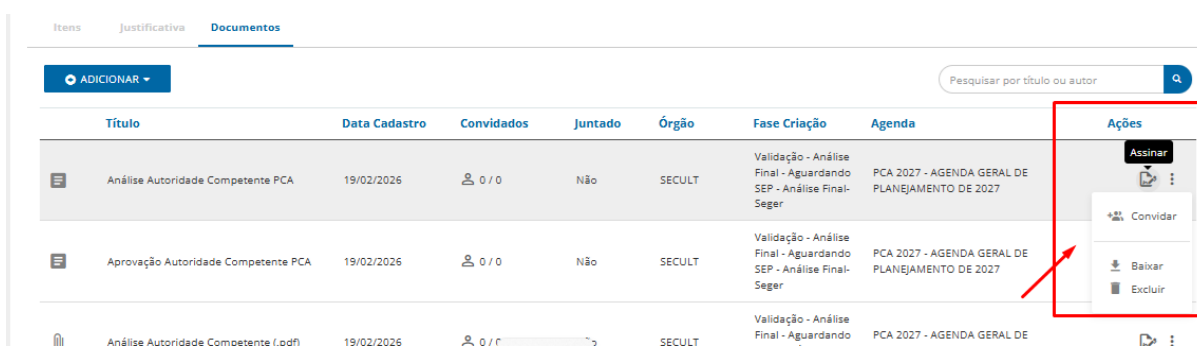 Itens Justificativa Documentos
ADICIONAR
Pesquisar por título ou autor
Título Data Cadastro Convidados Juntado Órgão Fase Criação Agenda Ações
Assinar
Análise Autoridade Competente PCA 19/02/2026 0 / 0 Não SECULT
Validação - Análise
Final - Aguardando
SEP - Análise Final-
Seger
PCA 2027 - AGENDA GERAL DE
PLANEJAMENTO DE 2027
Convidar
Baixar
Excluir
Aprovação Autoridade Competente PCA 19/02/2026 0 / 0 Não SECULT
Validação - Análise
Final - Aguardando
SEP - Análise Final-
Seger
PCA 2027 - AGENDA GERAL DE
PLANEJAMENTO DE 2027
Análise Autoridade Competente (.pdf) 19/02/2026 0 / SECULT
Validação - Análise
Final - Aguardando
PCA 2027 - AGENDA GERAL DE